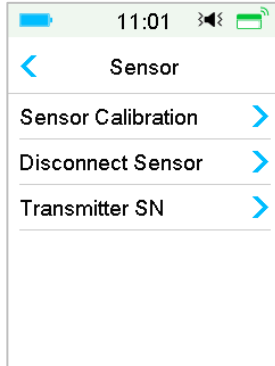 11:01
Sensor
Sensor Calibration
Disconnect Sensor
Transmitter SN